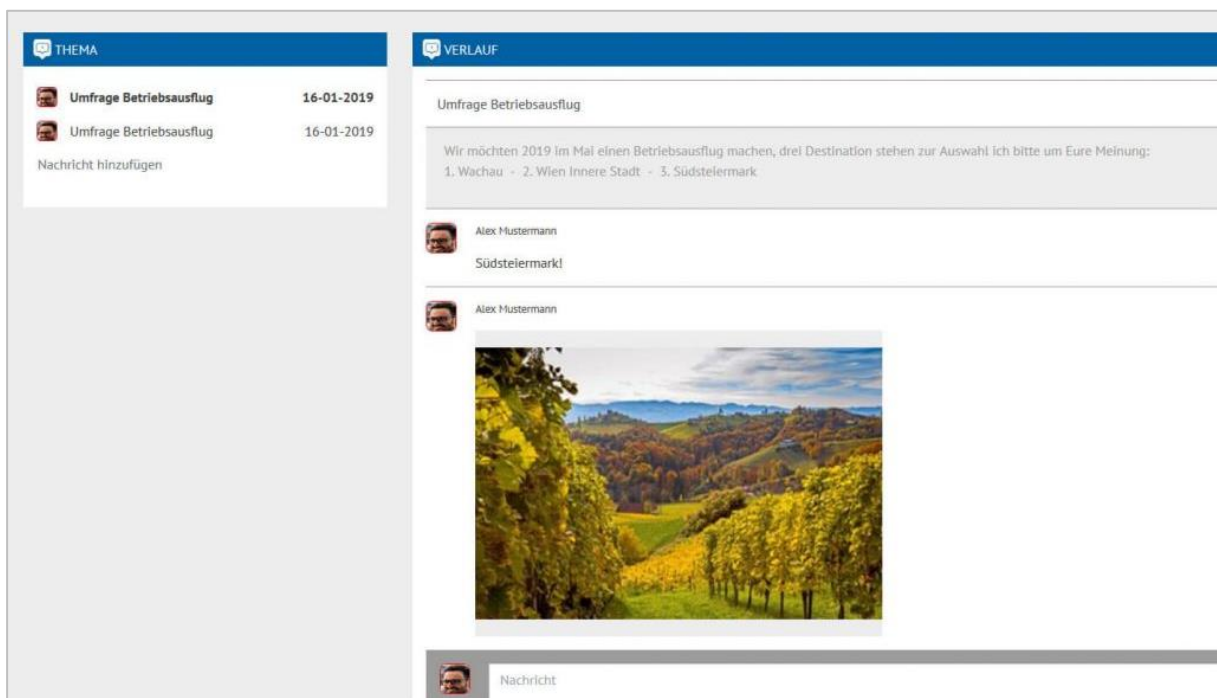 THEMA
Umfrage Betriebsausflug 16-01-2019
Umfrage Betriebsausflug 16-01-2019
Nachricht hinzufügen
VERLAUF
Umfrage Betriebsausflug
Wir möchten 2019 im Mai einen Betriebsausflug machen, drei Destination stehen zur Auswahl ich bitte um Eure Meinung:
1. Wachau - 2. Wien Innere Stadt - 3. Südsteiermark
Alex Mustermann
Südsteiermark!
Alex Mustermann
Nachricht